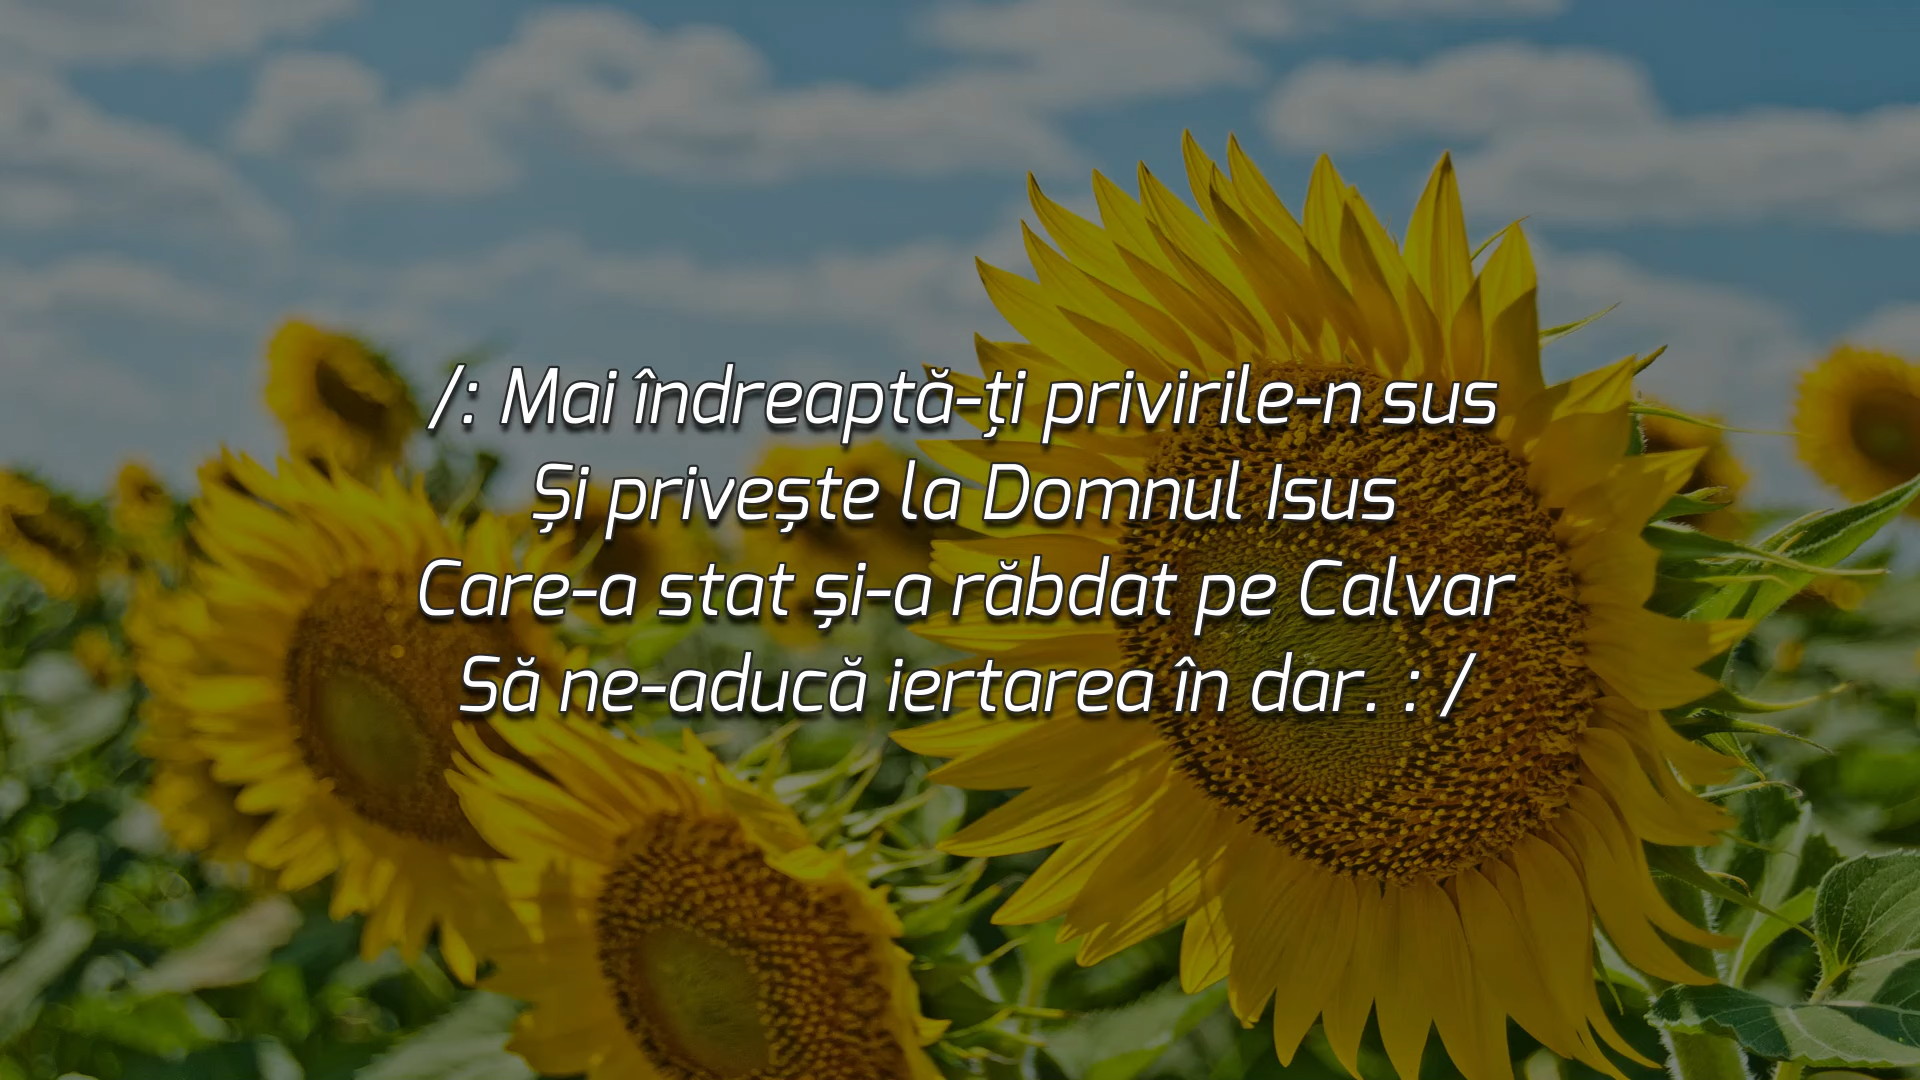 /: Mai îndreaptă-ți privirile-n sus
Și privește la Domnul Isus
Care-a stat și-a răbdat pe Calvar
Să ne-aducă iertarea în dar. : /